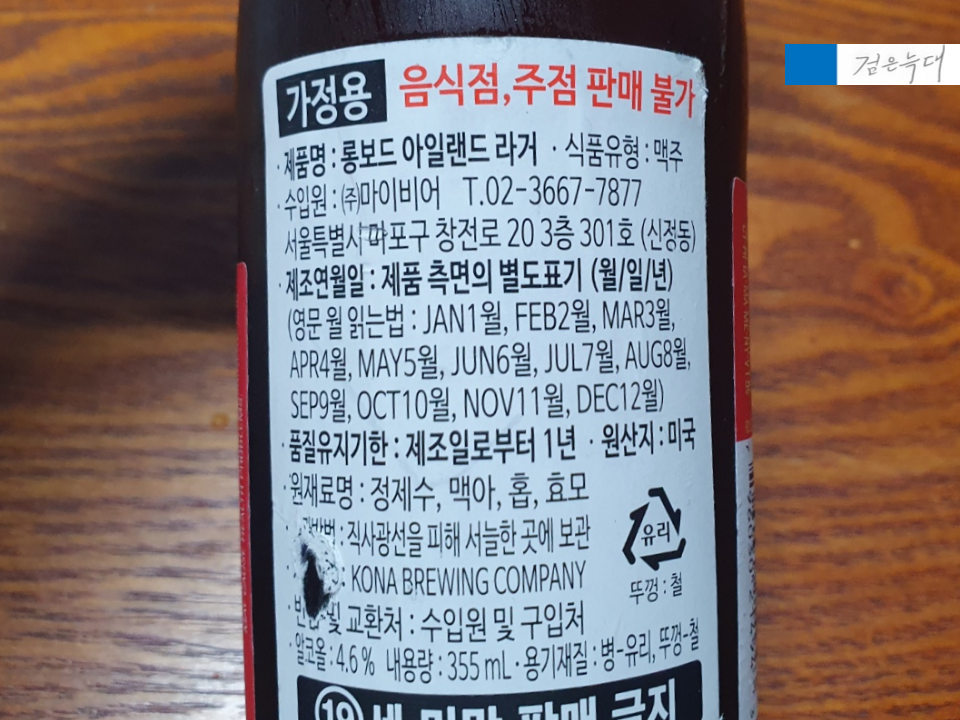 검은늑대
가정용 음식점,주점 판매 불가
· 제품명 : 롱보드 아일랜드 라거 · 식품유형 : 맥주
· 수입원 : ㈜마이비어 T.02-3667-7877
서울특별시 마포구 창전로 20 3층 301호 (신정동)
· 제조연월일 : 제품 측면의 별도표기 (월/일/년)
(영문 월 읽는법 : JAN1월, FEB2월, MAR3월,
APR4월, MAY5월, JUN6월, JUL7월, AUG8월,
SEP9월, OCT10월, NOV11월, DEC12월)
· 품질유지기한 : 제조일로부터 1년 · 원산지 : 미국
· 원재료명 : 정제수, 맥아, 홉, 효모
: 직사광선을 피해 서늘한 곳에 보관
유리
: KONA BREWING COMPANY
뚜껑 : 철
및 교환처 : 수입원 및 구입처
· 알코올 : 4.6% 내용량 : 355 mL · 용기재질 : 병-유리, 뚜껑-철
19세 미만 판매 금지